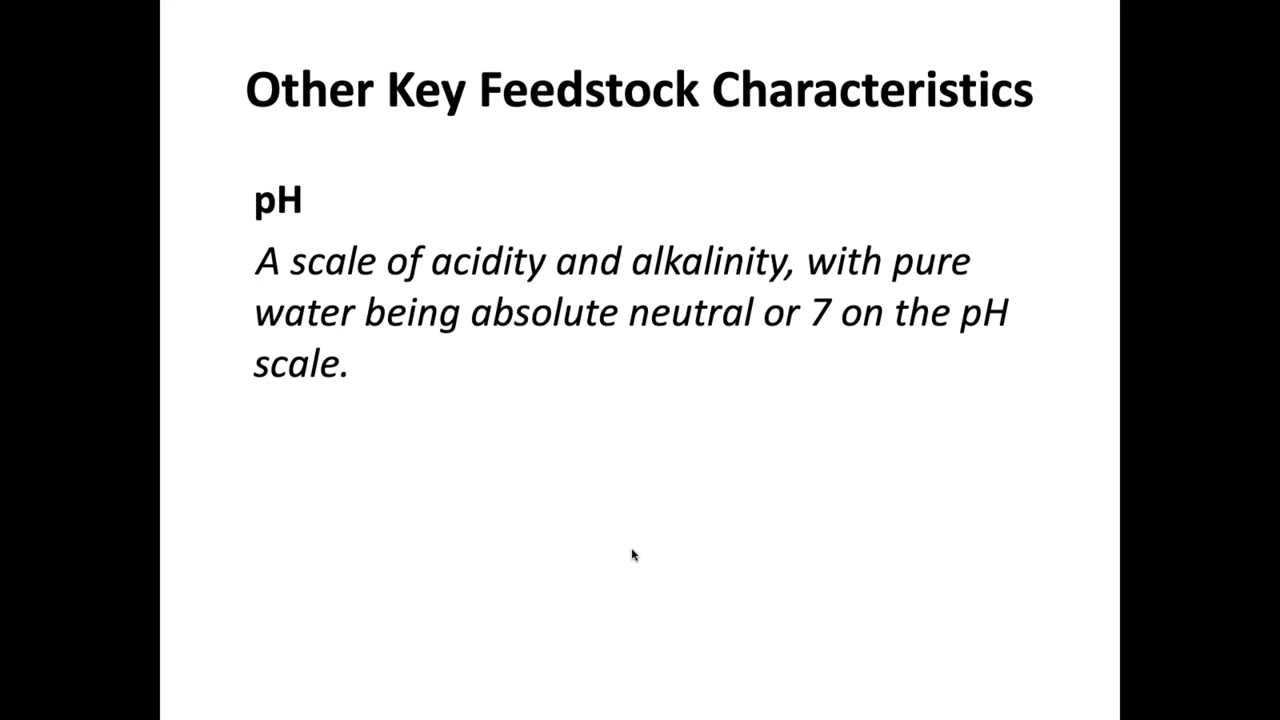 Other Key Feedstock Characteristics
pH
A scale of acidity and alkalinity, with pure
water being absolute neutral or 7 on the pH
scale.